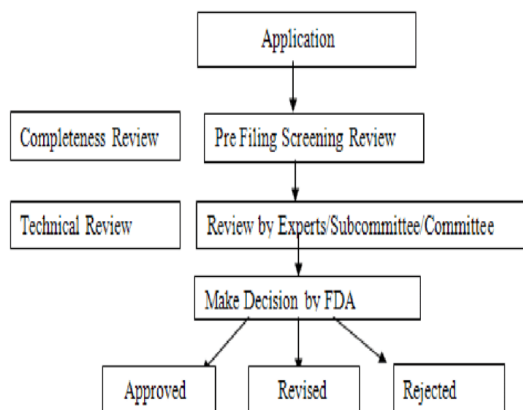 Application
Completeness Review
Pre Filing Screening Review
Technical Review
Review by Experts/Subcommittee/Committee
Make Decision by FDA
Approved
Revised
Rejected